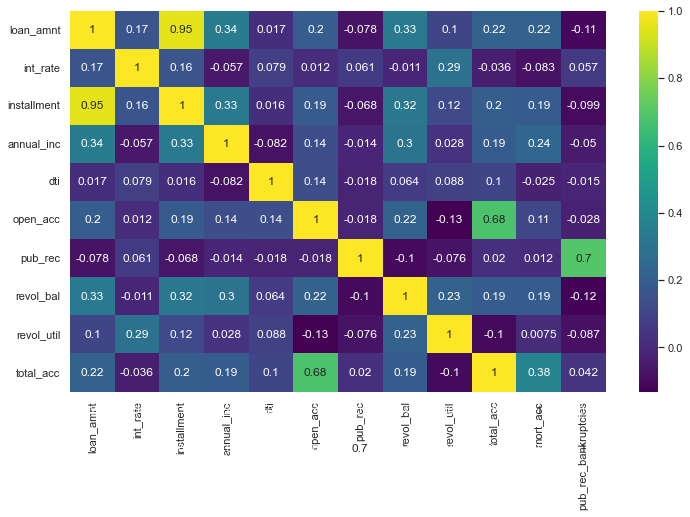 loan_amnt 1 0.17 0.95 0.34 0.017 0.2 -0.078 0.33 0.1 0.22 0.22 -0.11
int_rate 0.17 1 0.16 -0.057 0.079 0.012 0.061 -0.011 0.29 -0.036 -0.083 0.057
installment 0.95 0.16 1 0.33 0.016 0.19 -0.068 0.32 0.12 0.2 0.19 -0.099
annual_inc 0.34 -0.057 0.33 1 -0.082 0.14 -0.014 0.3 0.028 0.19 0.24 -0.05
dti 0.017 0.079 0.016 -0.082 1 0.14 -0.018 0.064 0.088 0.1 -0.025 -0.015
open_acc 0.2 0.012 0.19 0.14 0.14 1 -0.018 0.22 -0.13 0.68 0.11 -0.028
pub_rec -0.078 0.061 -0.068 -0.014 -0.018 -0.018 1 -0.1 -0.076 0.02 0.012 0.7
revol_bal 0.33 -0.011 0.32 0.3 0.064 0.22 -0.1 1 0.23 0.19 0.19 -0.12
revol_util 0.1 0.29 0.12 0.028 0.088 -0.13 -0.076 0.23 1 -0.1 0.0075 -0.087
total_acc 0.22 -0.036 0.2 0.19 0.1 0.68 0.02 0.19 -0.1 1 0.38 0.042
loan_amnt int_rate installment annual_inc dti open_acc pub_rec revol_bal revol_util total_acc mort_acc pub_rec_bankruptcies
0.7
1.0
0.8
0.6
0.4
0.2
0.0